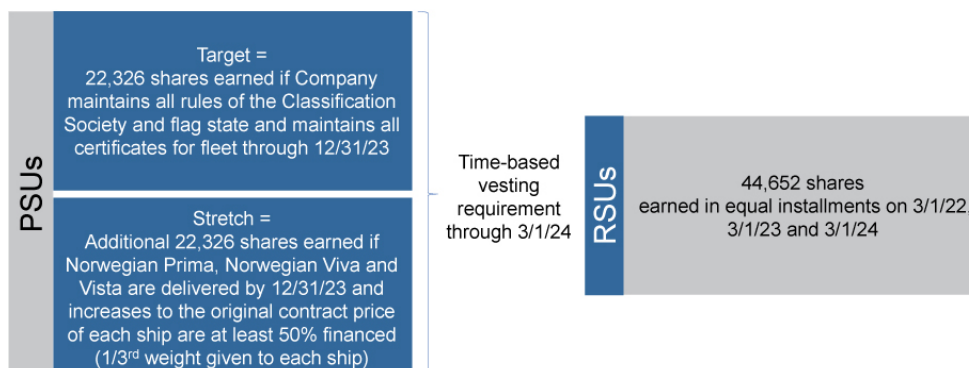 PSUs
Target =
22,326 shares earned if Company
maintains all rules of the Classification
Society and flag state and maintains all
certificates for fleet through 12/31/23
Stretch =
Additional 22,326 shares earned if
Norwegian Prima, Norwegian Viva and
Vista are delivered by 12/31/23 and
increases to the original contract price
of each ship are at least 50% financed
(1/3rd weight given to each ship)
Time-based
vesting
requirement
through 3/1/24
RSUs
44,652 shares
earned in equal installments on 3/1/22,
3/1/23 and 3/1/24